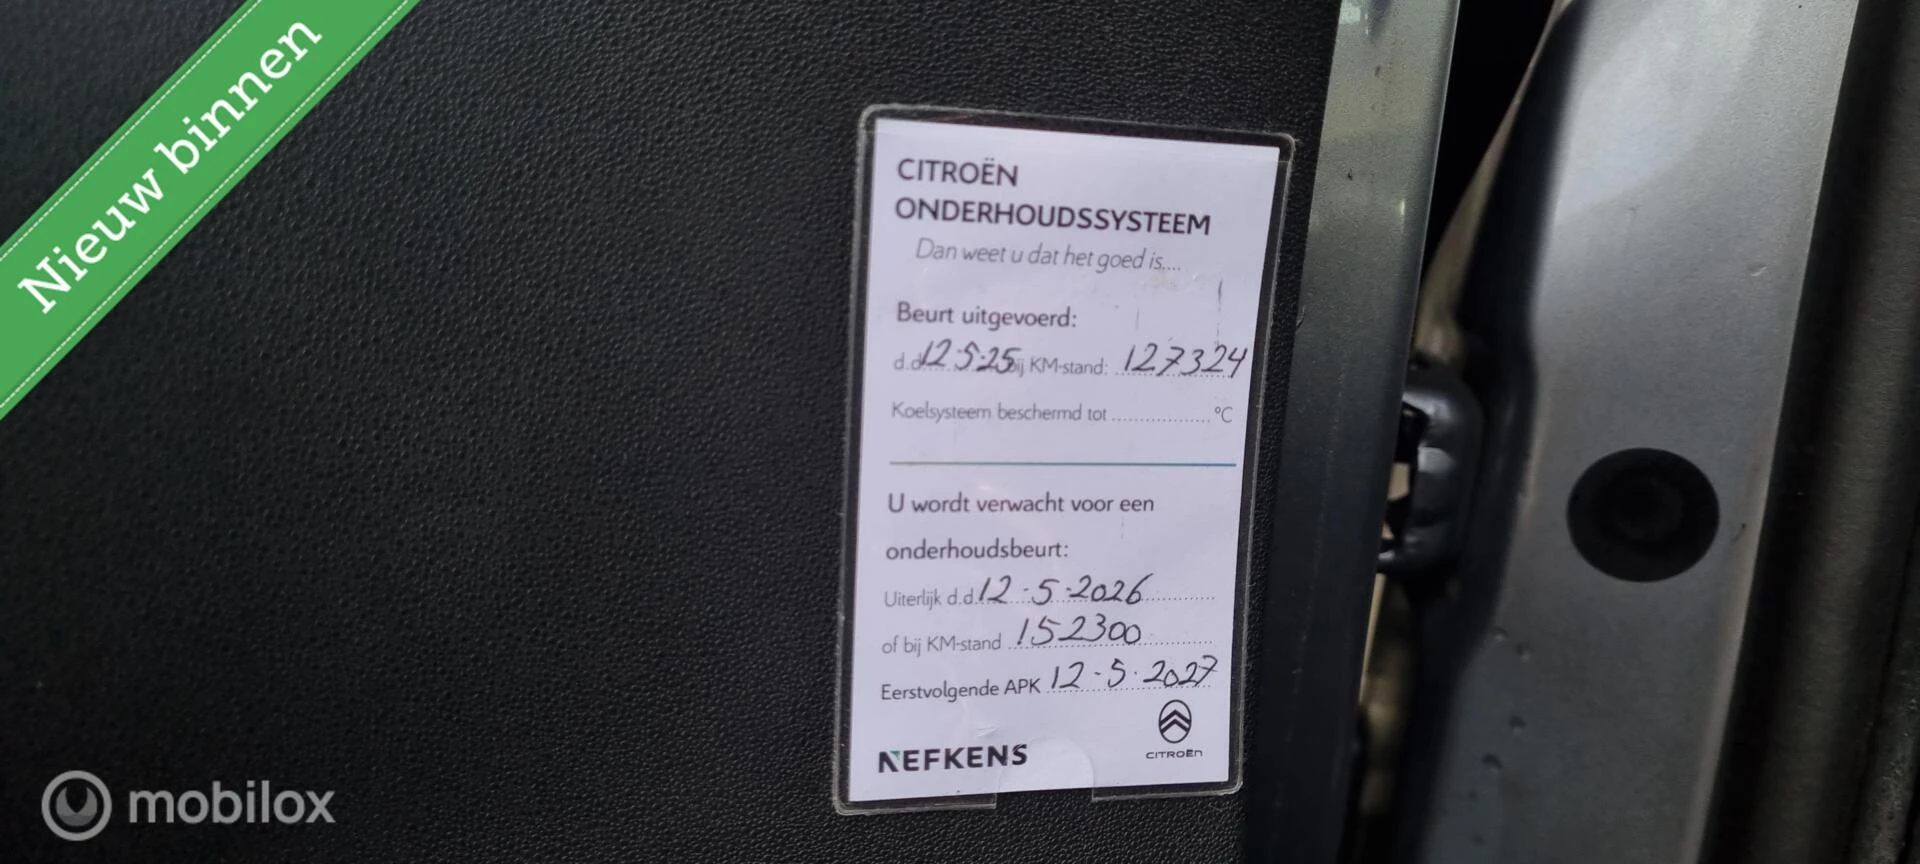 Nieuw binnen
CITROËN
ONDERHOUDSSYSTEEM
Dan weet u dat het goed is....
Beurt uitgevoerd:
d.d. 12-5-25 bij KM-stand: 127324
Koelsysteem beschermd tot .................. °C
U wordt verwacht voor een
onderhoudsbeurt:
Uiterlijk d.d. 12-5-2026
of bij KM-stand 152300
Eerstvolgende APK 12-5-2027
NEFKENS
CITROËN
mobilox